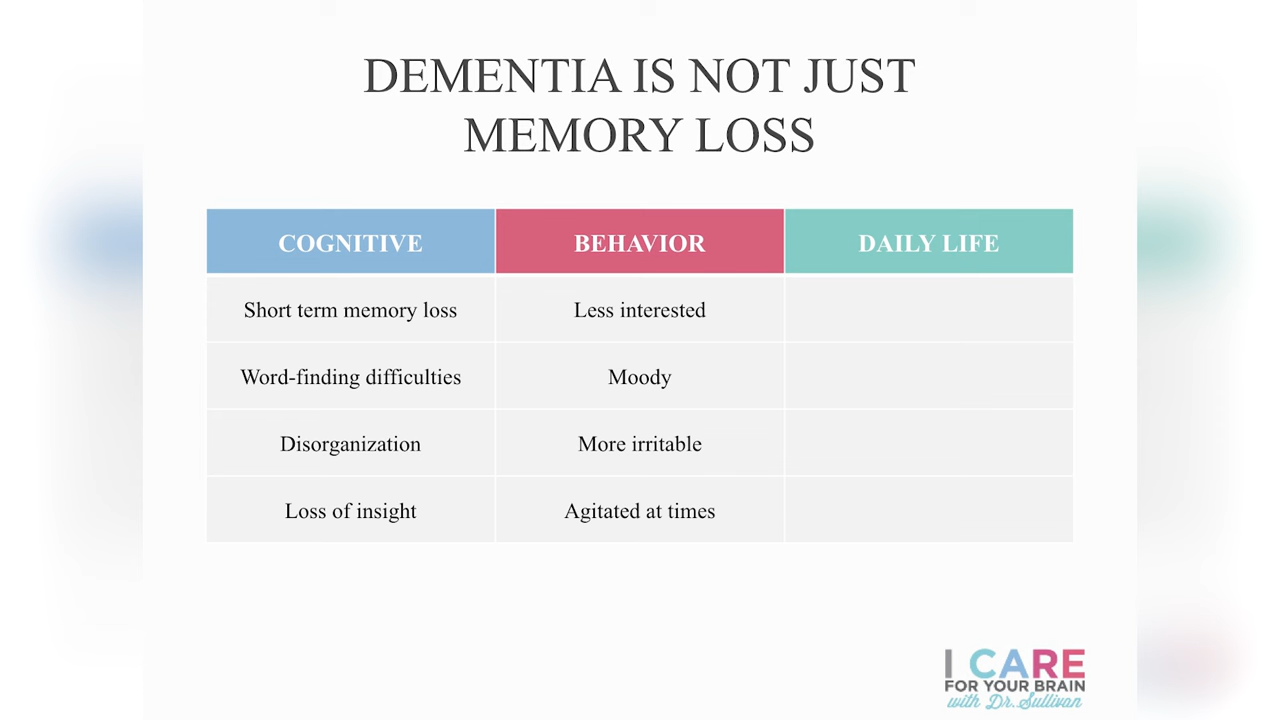 DEMENTIA IS NOT JUST
MEMORY LOSS
COGNITIVE BEHAVIOR DAILY LIFE
Short term memory loss Less interested
Word-finding difficulties Moody
Disorganization More irritable
Loss of insight Agitated at times
I CARE
FOR YOUR BRAIN
with Dr. Sullivan